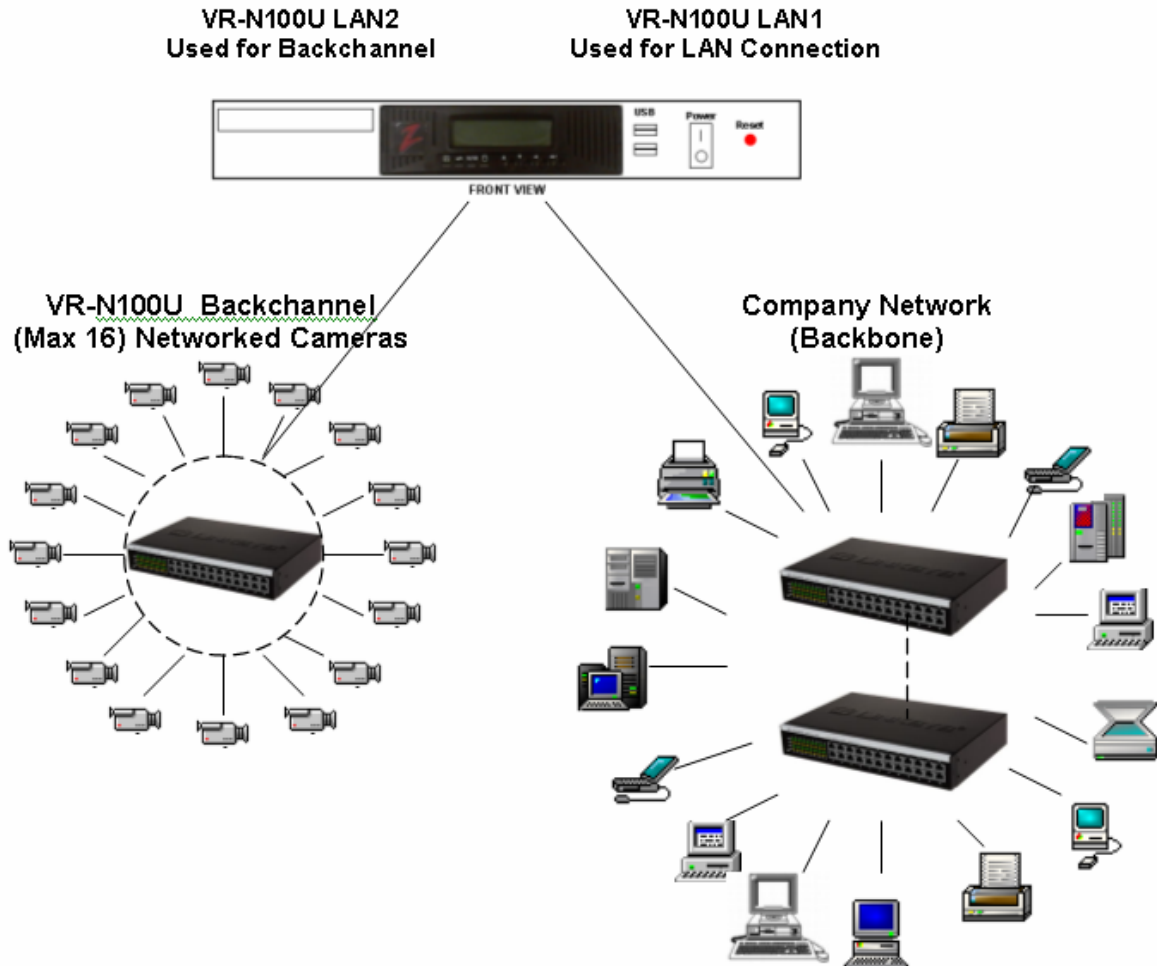 VR-N100U LAN2
Used for Backchannel
VR-N100U LAN1
Used for LAN Connection
USB
Power
Reset
Z
FRONT VIEW
VR-N100U Backchannel
(Max 16) Networked Cameras
Company Network
(Backbone)